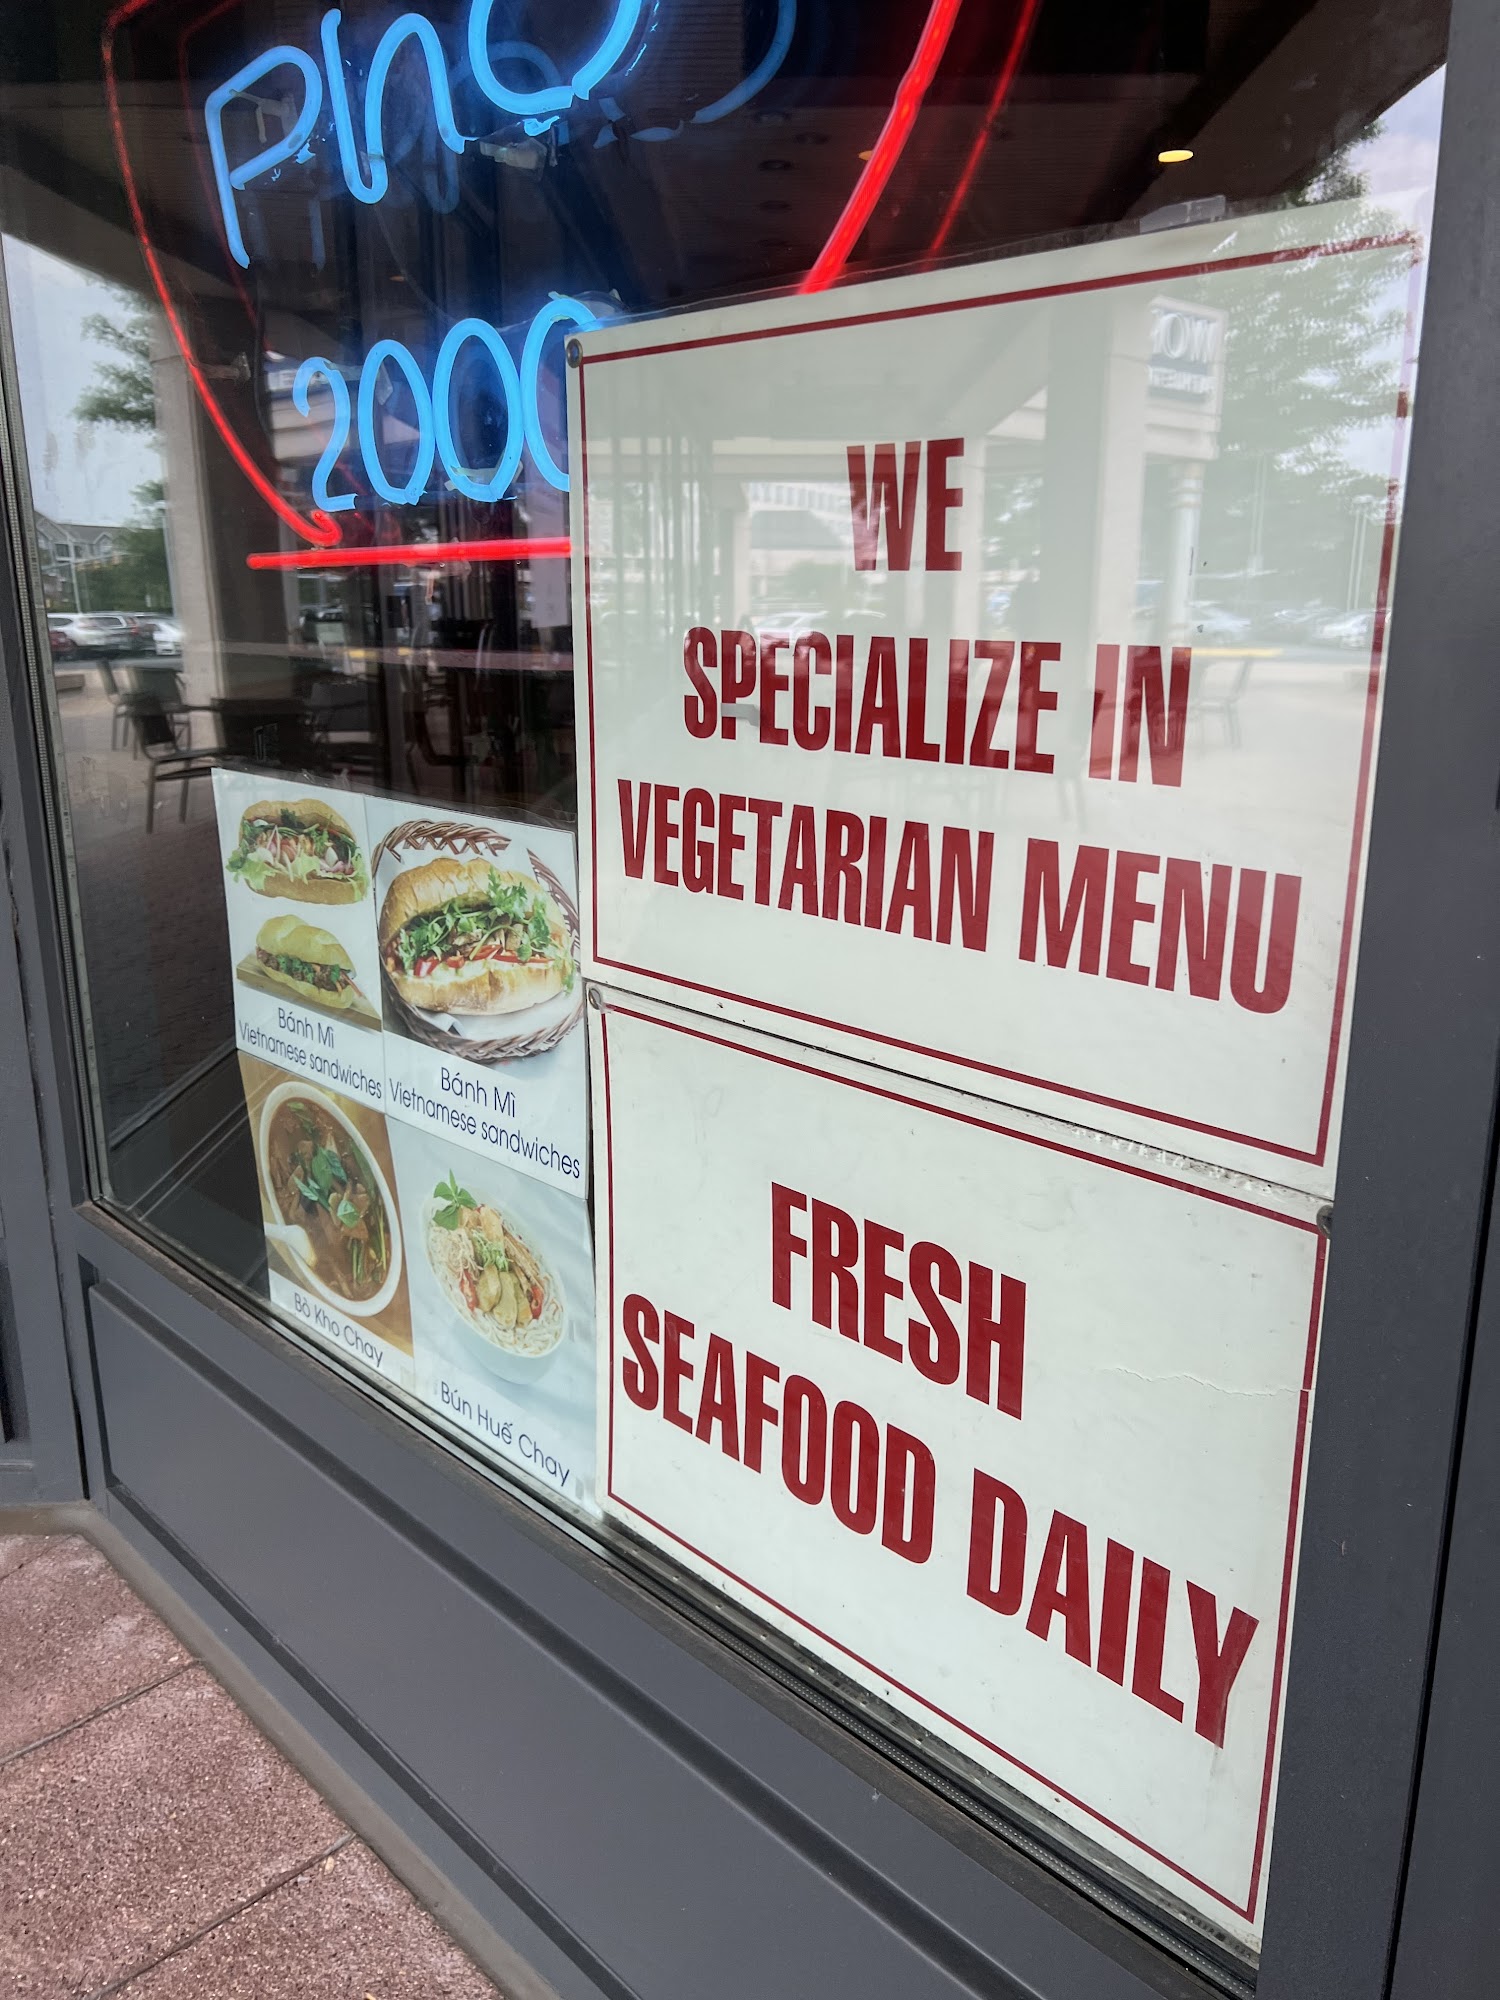 Phở
2000
WE
SPECIALIZE IN
VEGETARIAN MENU
FRESH
SEAFOOD DAILY
Bánh Mì
Vietnamese sandwiches
Bánh Mì
Vietnamese sandwiches
Bò Kho Chay
Bún Huế Chay